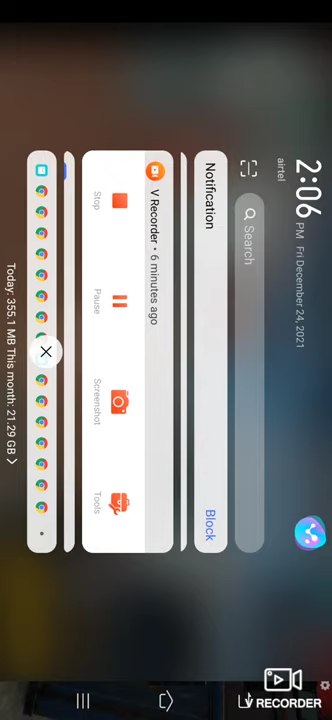 2:06 PM Fri December 24, 2021
airtel
Search
Notification
Block
V Recorder • 6 minutes ago
Stop
Pause
Screenshot
Tools
Today: 355.1 MB This month: 21.29 GB
V RECORDER